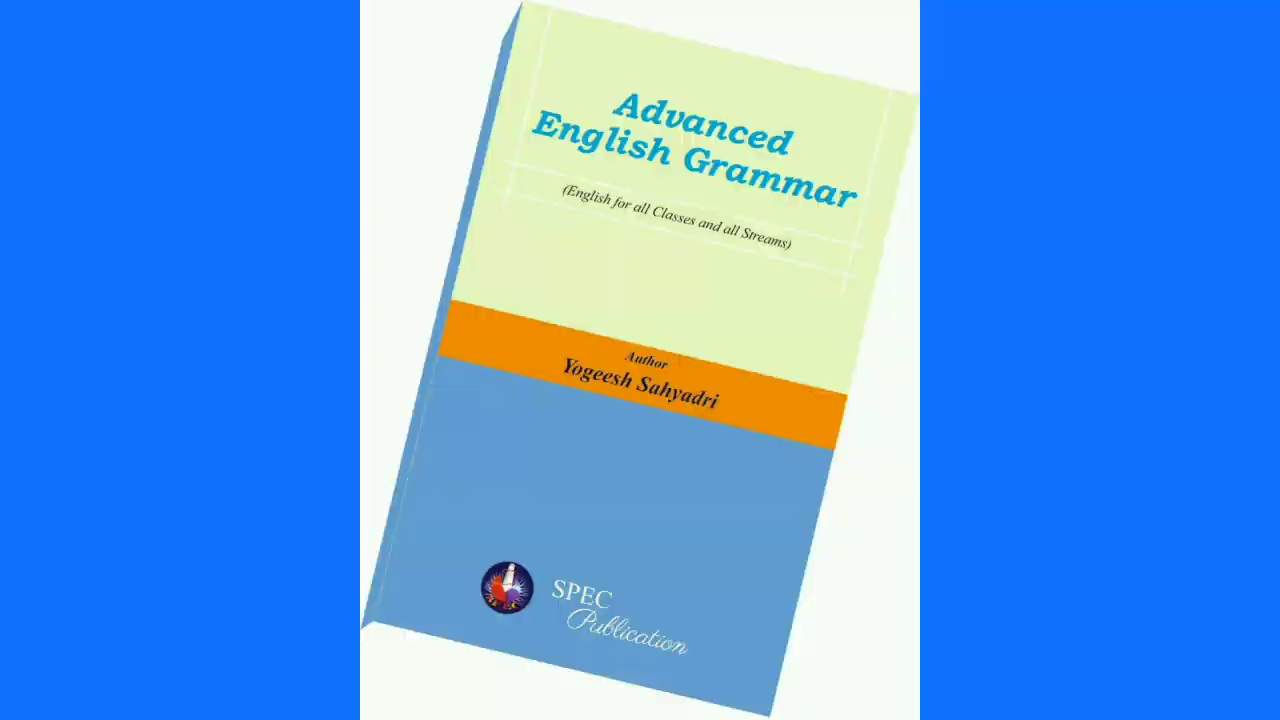 Advanced
English Grammar
(English for all Classes and all Streams)
Author
Yogeesh Sahyadri
SPEC
Publication